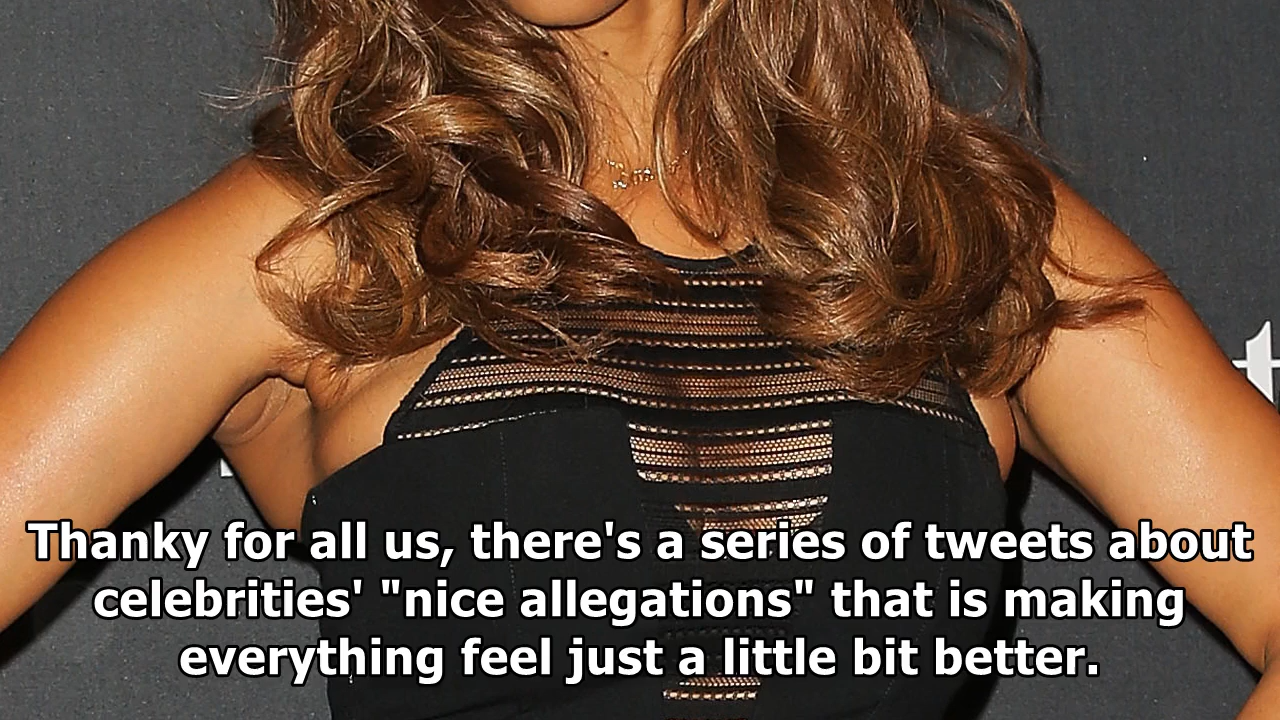 Thanky for all us, there's a series of tweets about
celebrities' "nice allegations" that is making
everything feel just a little bit better.